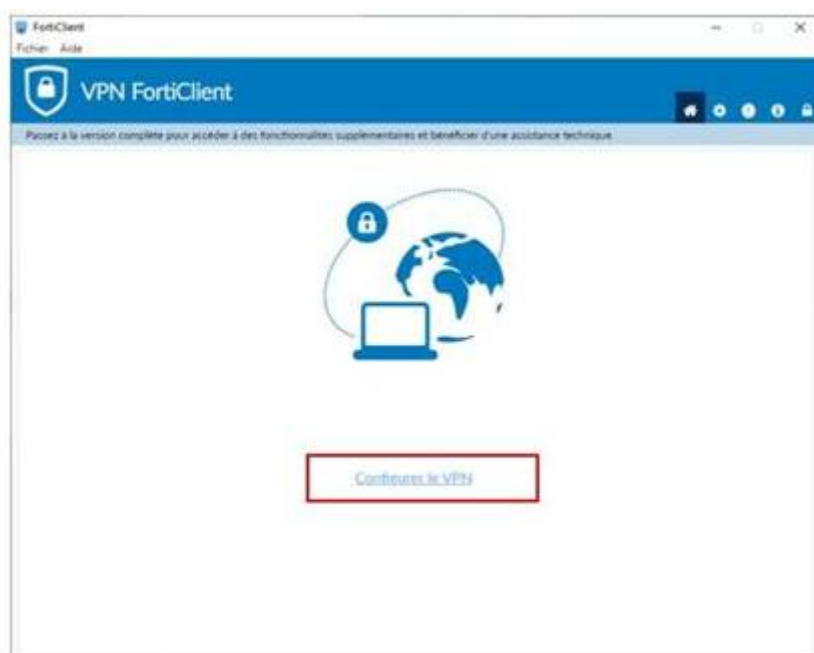 FortiClient
Fichier Aide
VPN FortiClient
Passez à la version complète pour accéder à des fonctionnalités supplémentaires et bénéficier d'une assistance technique.
Configurer le VPN